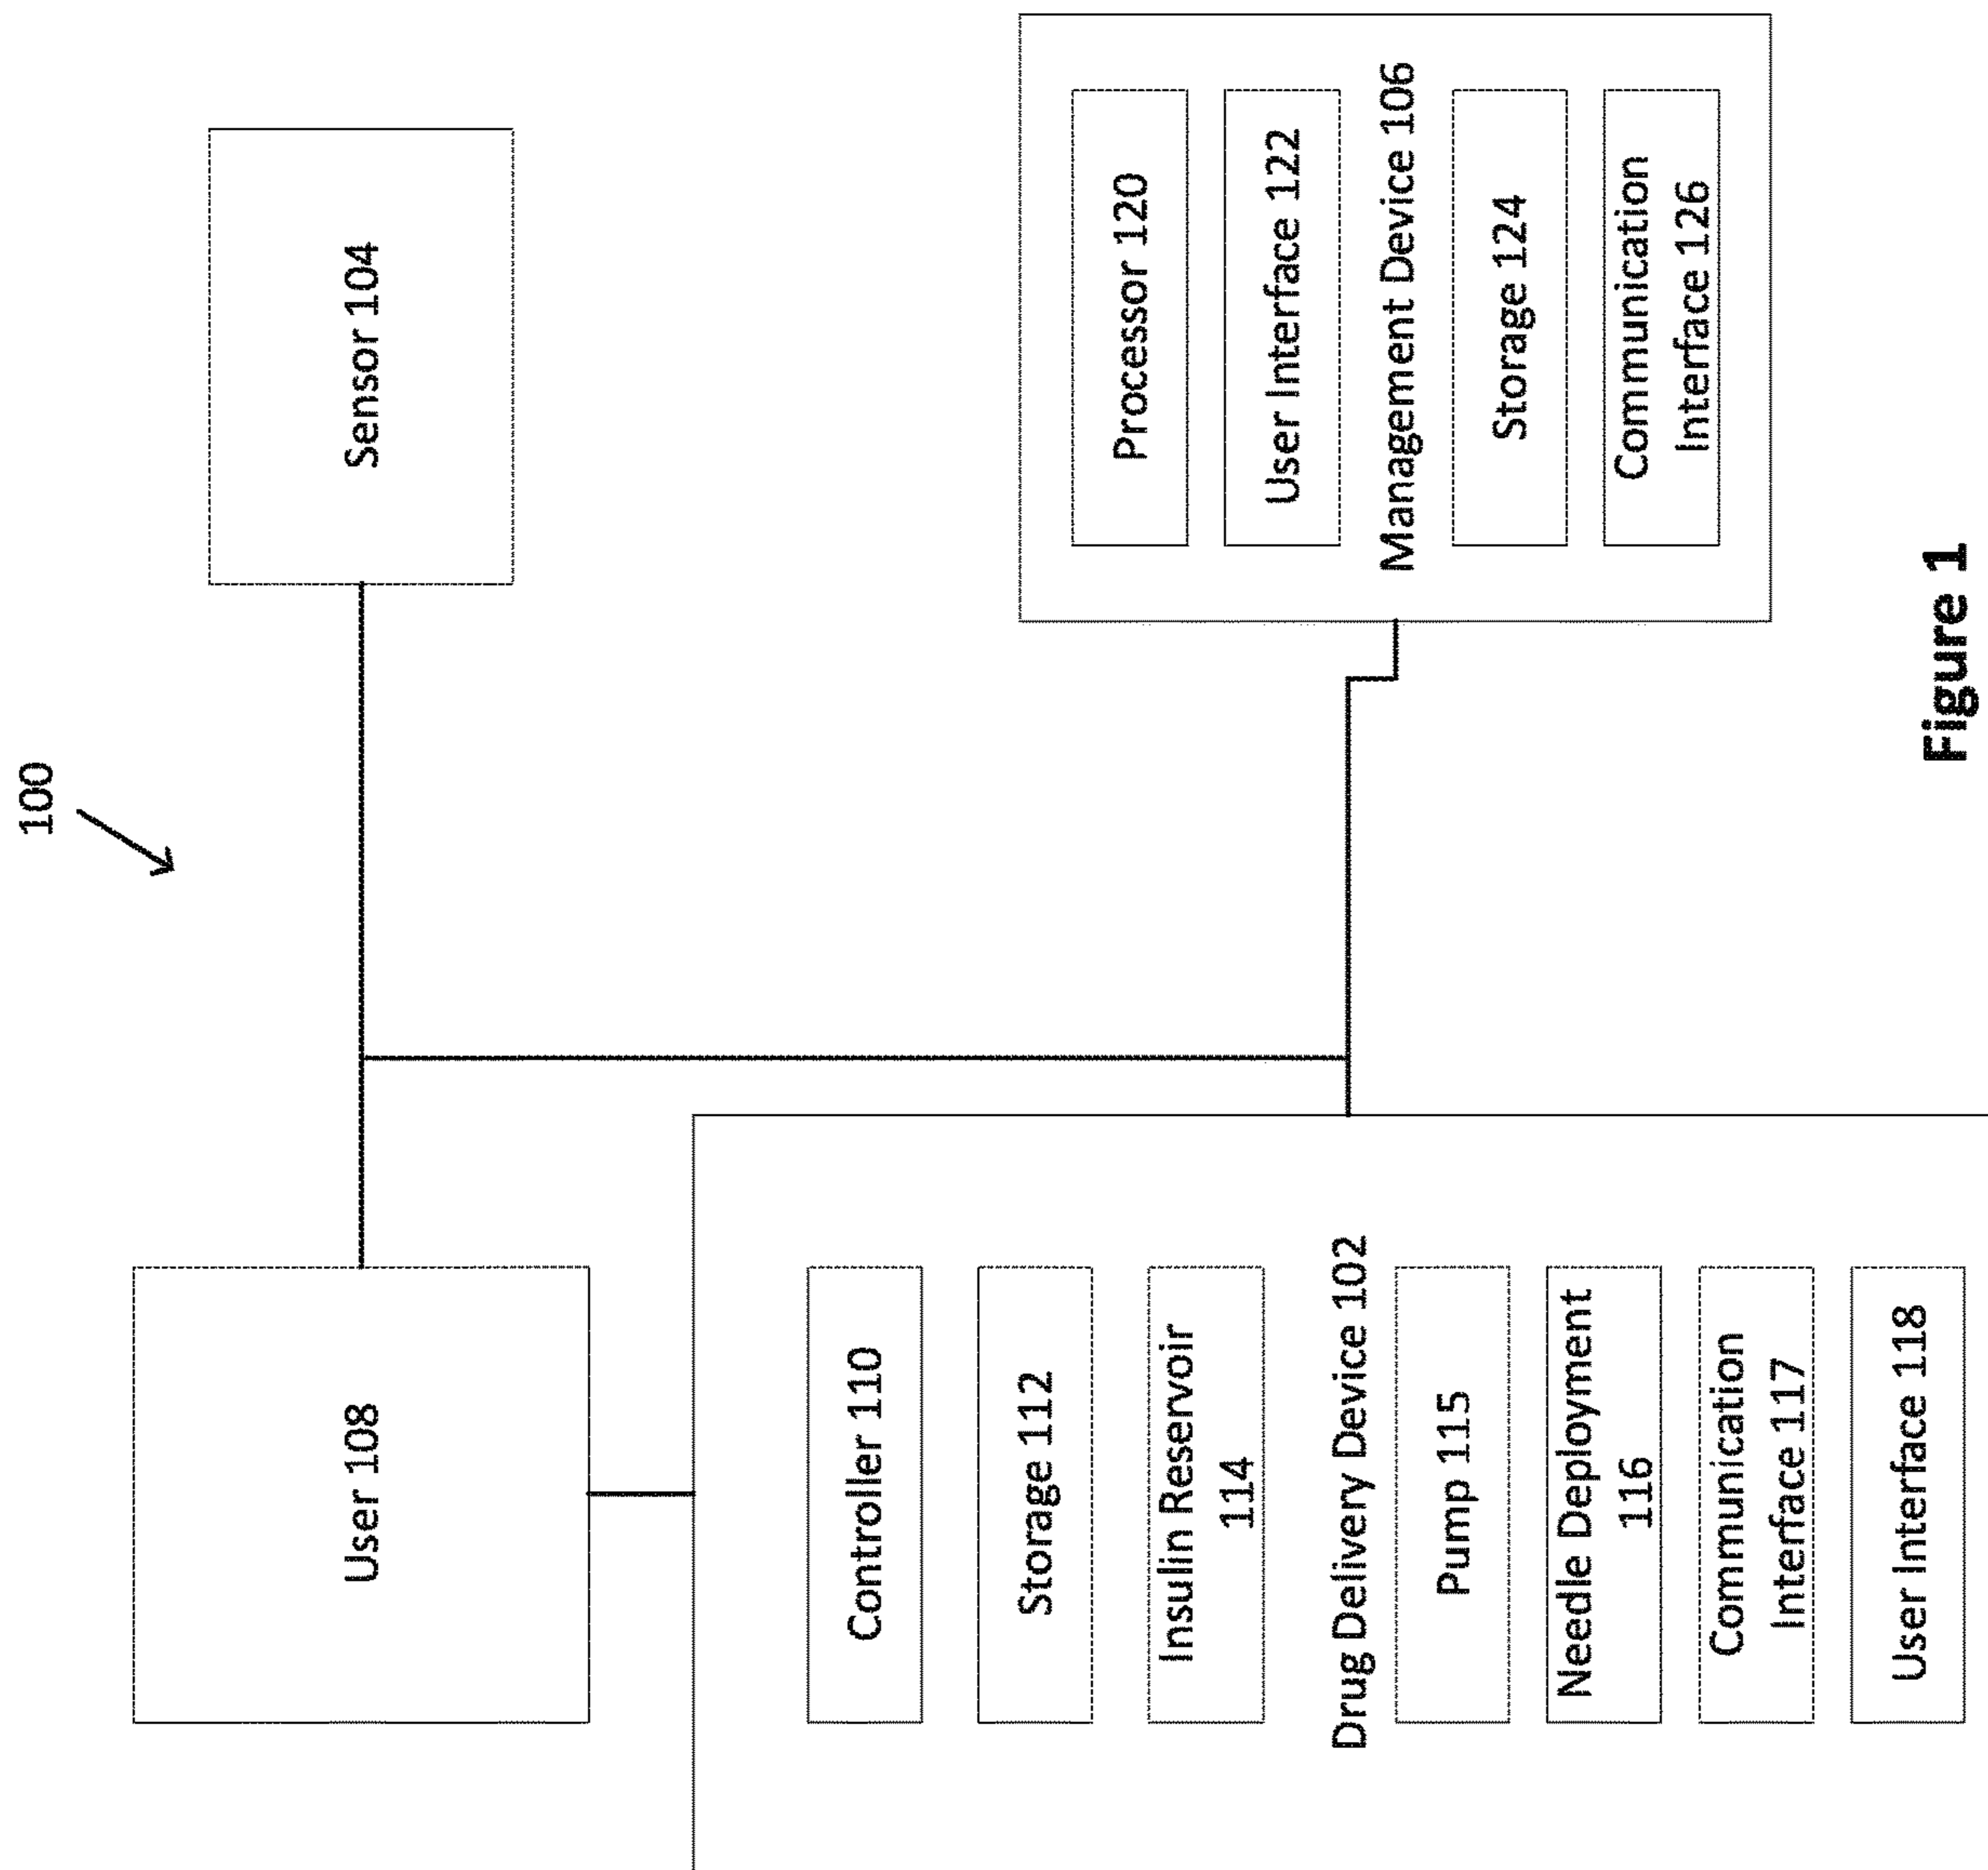 100
User 108
Sensor 104
Controller 110
Storage 112
Insulin Reservoir
114
Drug Delivery Device 102
Pump 115
Needle Deployment
116
Communication
Interface 117
User Interface 118
Processor 120
User Interface 122
Management Device 106
Storage 124
Communication
Interface 126
Figure 1